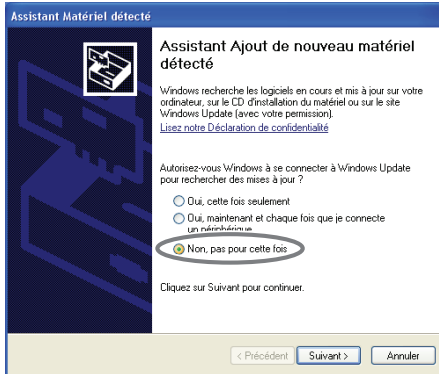 Assistant Matériel détecté
Assistant Ajout de nouveau matériel
détecté
Windows recherche les logiciels en cours et mis à jour sur votre
ordinateur, sur le CD d'installation du matériel ou sur le site
Windows Update (avec votre permission).
Lisez notre Déclaration de confidentialité
Autorisez-vous Windows à se connecter à Windows Update
pour rechercher des mises à jour ?
Oui, cette fois seulement
Oui, maintenant et chaque fois que je connecte
un périphérique
Non, pas pour cette fois
Cliquez sur Suivant pour continuer.
< Précédent Suivant > Annuler